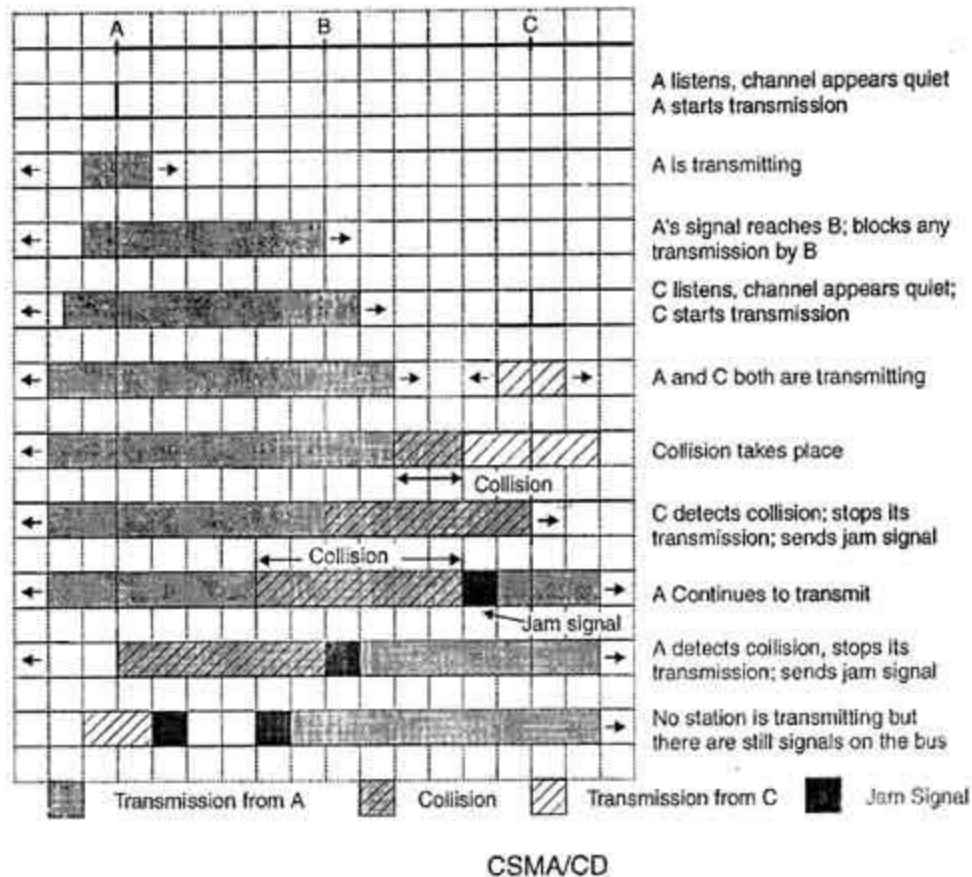 A B C
A listens, channel appears quiet
A starts transmission
A is transmitting
A's signal reaches B; blocks any
transmission by B
C listens, channel appears quiet;
C starts transmission
A and C both are transmitting
Collision takes place
Collision
C detects collision; stops its
transmission; sends jam signal
Collision
A Continues to transmit
Jam signal
A detects collision, stops its
transmission; sends jam signal
No station is transmitting but
there are still signals on the bus
Transmission from A Collision Transmission from C Jam Signal
CSMA/CD